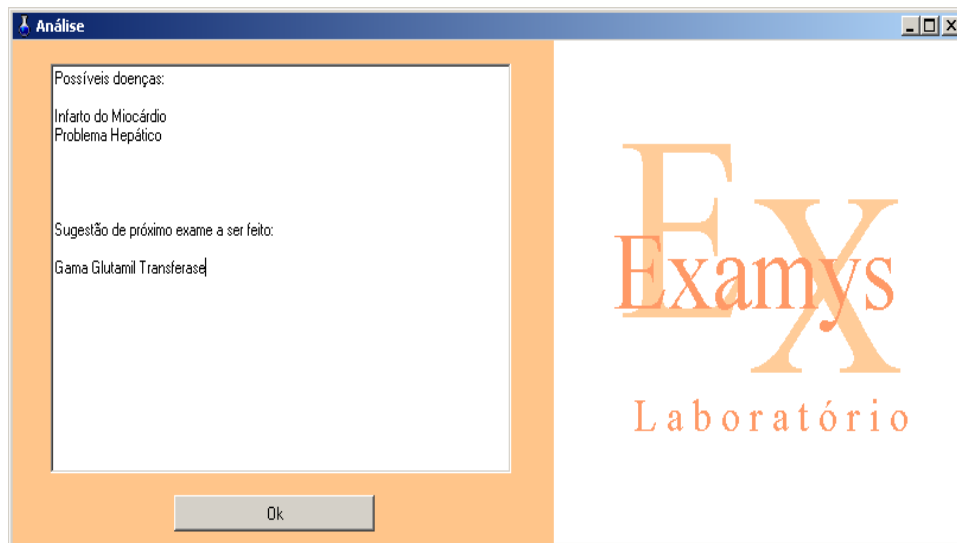 Análise
Possíveis doenças:
Infarto do Miocárdio
Problema Hepático
Sugestão de próximo exame a ser feito:
Gama Glutamil Transferase
Ok
Ex
Examys
Laboratório